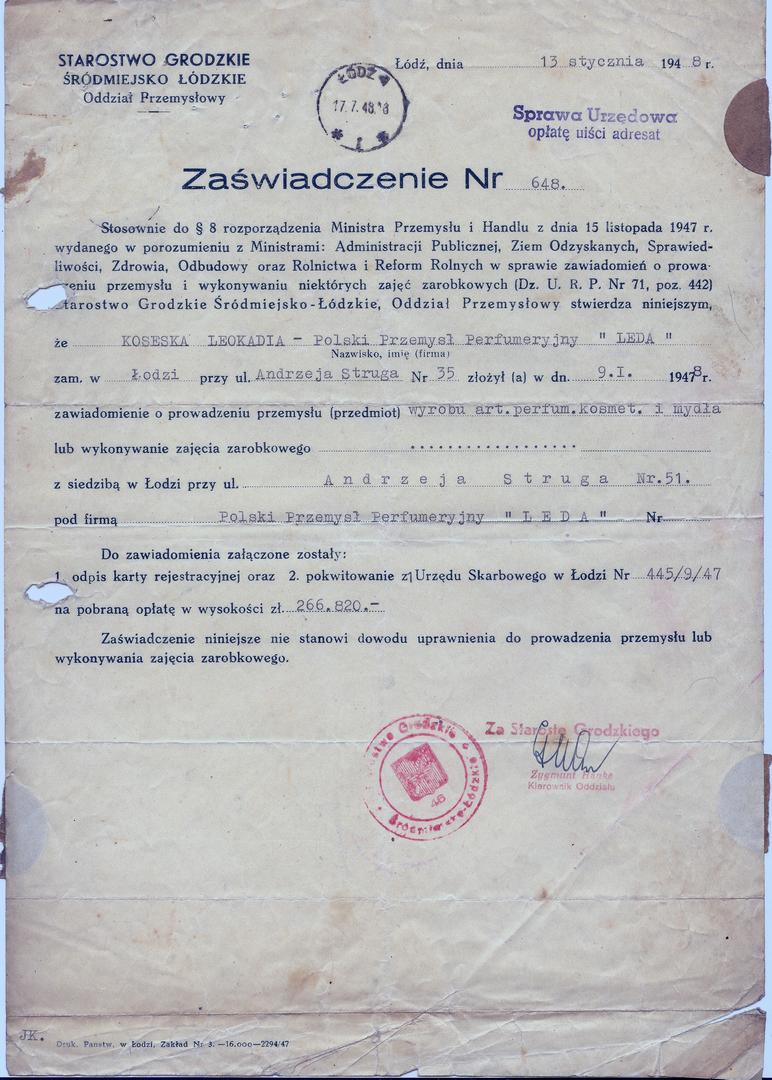 STAROSTWO GRODZKIE
ŚRÓDMIEJSKO ŁÓDZKIE
Oddział Przemysłowy
Łódź, dnia 13 stycznia 1948 r.
ŁÓDŹ 4
17.7.48.18
Sprawa Urzędowa
opłatę uiści adresat
Zaświadczenie Nr 648.
Stosownie do § 8 rozporządzenia Ministra Przemysłu i Handlu z dnia 15 listopada 1947 r.
wydanego w porozumieniu z Ministrami: Administracji Publicznej, Ziem Odzyskanych, Sprawied-
liwości, Zdrowia, Odbudowy oraz Rolnictwa i Reform Rolnych w sprawie zawiadomień o prowa-
zeniu przemysłu i wykonywaniu niektórych zajęć zarobkowych (Dz. U. R. P. Nr 71, poz. 442)
Starostwo Grodzkie Śródmiejsko-Łódzkie, Oddział Przemysłowy stwierdza niniejszym,
że KOSESKA LEOKADIA - Polski Przemysł Perfumeryjny " LEDA "
Nazwisko, imię (firma)
zam. w Łodzi przy ul. Andrzeja Struga Nr 35 złożył (a) w dn. 9.I. 1948 r.
zawiadomienie o prowadzeniu przemysłu (przedmiot) wyrobu art.perfum.kosmet. i mydła
lub wykonywanie zajęcia zarobkowego ..................
z siedzibą w Łodzi przy ul. Andrzeja Struga Nr.51.
pod firmą Polski Przemysł Perfumeryjny " L E D A " Nr
Do zawiadomienia załączone zostały:
1. odpis karty rejestracyjnej oraz 2. pokwitowanie z 1 Urzędu Skarbowego w Łodzi Nr 445/9/47
na pobraną opłatę w wysokości zł. 266.820.-
Zaświadczenie niniejsze nie stanowi dowodu uprawnienia do prowadzenia przemysłu lub
wykonywania zajęcia zarobkowego.
Za Starostę Grodzkiego
Zygmunt Hanke
Kierownik Oddziału
Grodzkie
Śródmiejsko-Łódzkie
46
JK.
Druk. Państw. w Łodzi, Zakład Nr 3. —16.000—2294/47